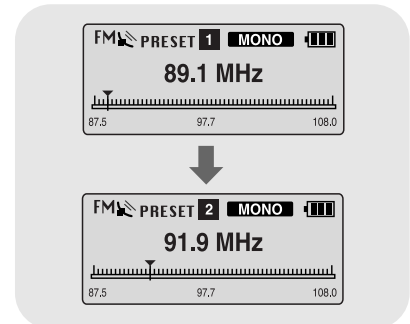 FM PRESET 1 MONO
89.1 MHz
87.5 97.7 108.0
FM PRESET 2 MONO
91.9 MHz
87.5 97.7 108.0